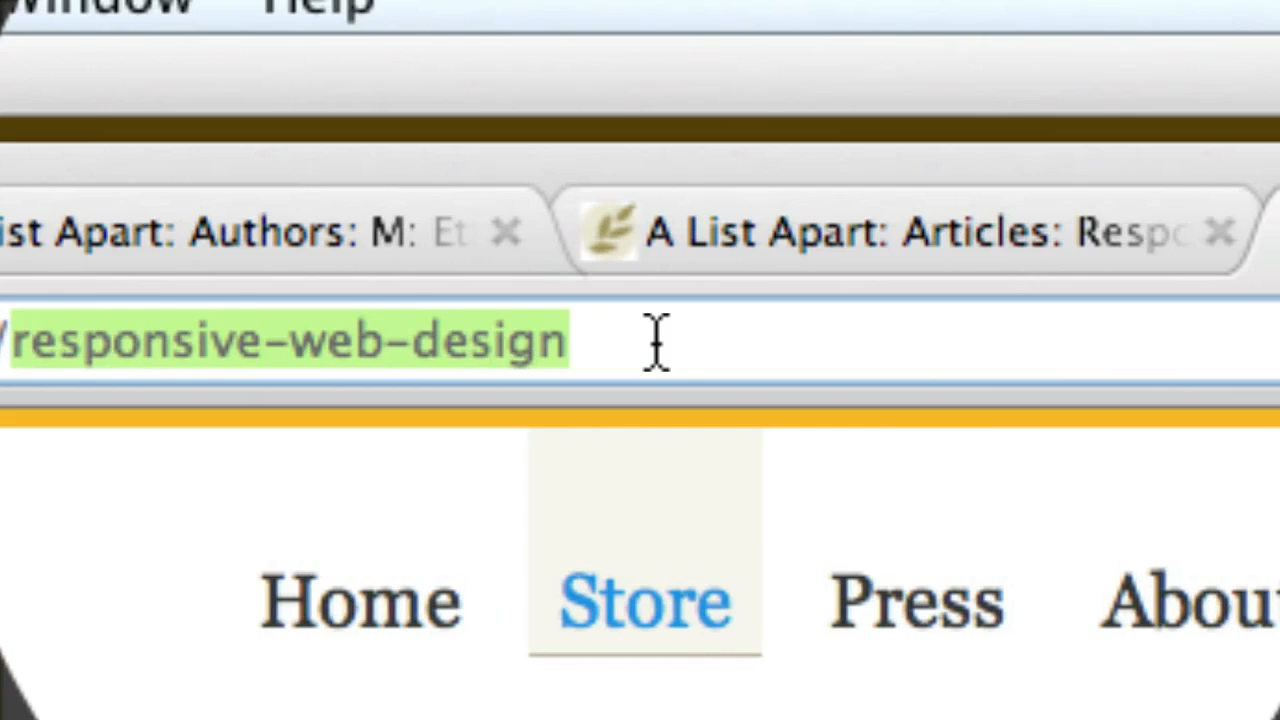 Window Help
ist Apart: Authors: M: Et
A List Apart: Articles: Respo
/responsive-web-design
Home Store Press Abou